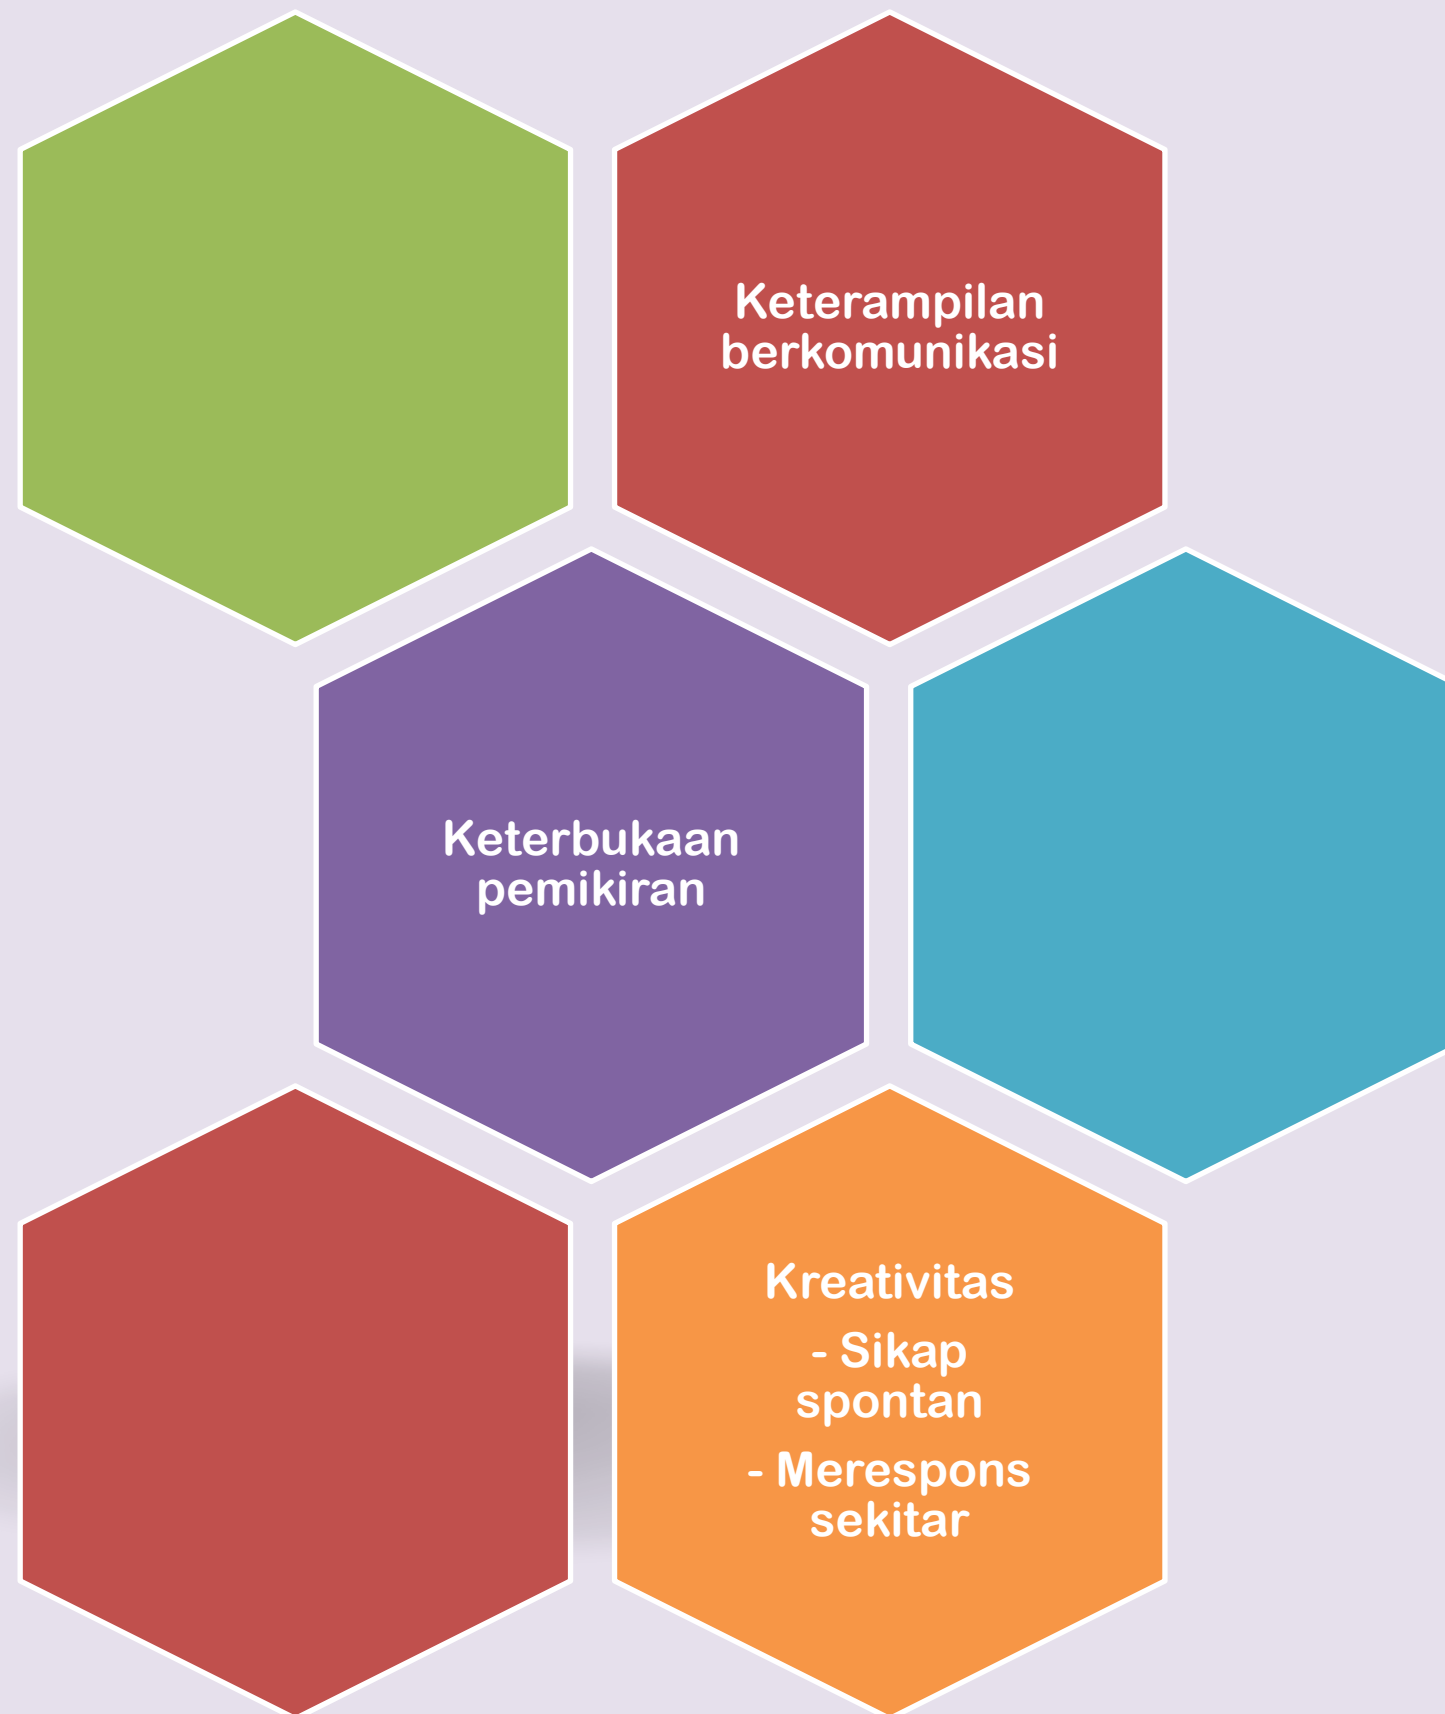 Keterampilan
berkomunikasi
Keterbukaan
pemikiran
Kreativitas
- Sikap
spontan
- Merespons
sekitar